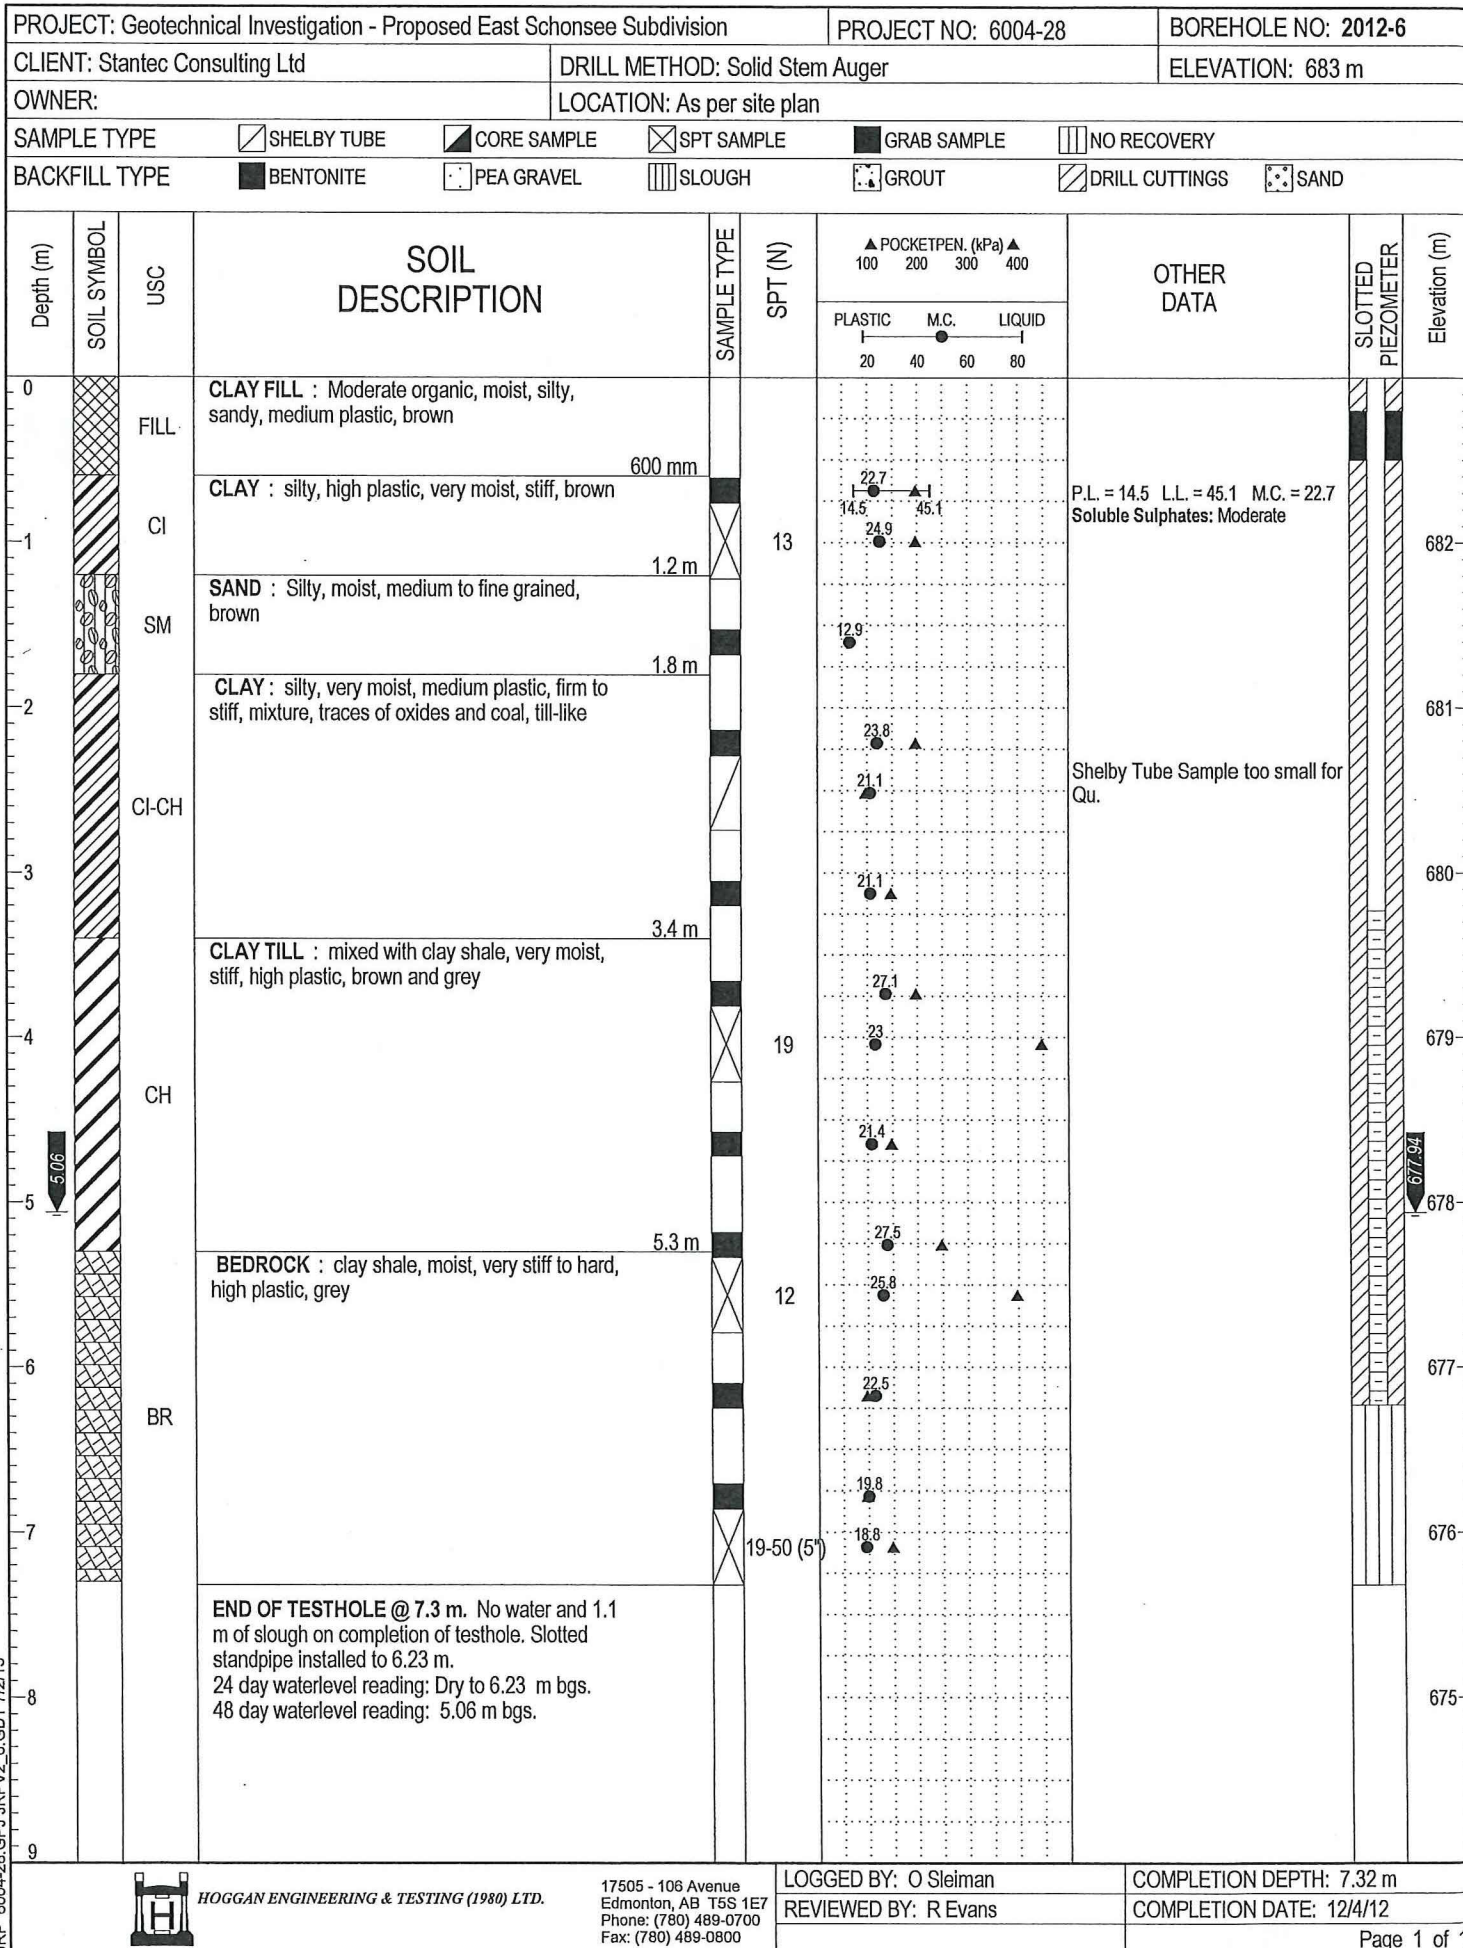 PROJECT: Geotechnical Investigation - Proposed East Schonsee Subdivision PROJECT NO: 6004-28 BOREHOLE NO: 2012-6
CLIENT: Stantec Consulting Ltd DRILL METHOD: Solid Stem Auger ELEVATION: 683 m
OWNER: LOCATION: As per site plan
SAMPLE TYPE SHELBY TUBE CORE SAMPLE SPT SAMPLE GRAB SAMPLE NO RECOVERY
BACKFILL TYPE BENTONITE PEA GRAVEL SLOUGH GROUT DRILL CUTTINGS SAND
Depth (m)
SOIL SYMBOL
USC
SOIL
DESCRIPTION
SAMPLE TYPE
SPT (N)
▲ POCKETPEN. (kPa) ▲
100 200 300 400
PLASTIC M.C. LIQUID
20 40 60 80
OTHER
DATA
SLOTTED
PIEZOMETER
Elevation (m)
0
CLAY FILL : Moderate organic, moist, silty,
sandy, medium plastic, brown
FILL
600 mm
CLAY : silty, high plastic, very moist, stiff, brown
22.7
14.5 45.1
P.L. = 14.5 L.L. = 45.1 M.C. = 22.7
Soluble Sulphates: Moderate
CI
24.9
1
13
682
1.2 m
SAND : Silty, moist, medium to fine grained,
brown
SM
12.9
1.8 m
CLAY : silty, very moist, medium plastic, firm to
stiff, mixture, traces of oxides and coal, till-like
2
681
23.8
Shelby Tube Sample too small for
Qu.
21.1
CI-CH
3
680
21.1
3.4 m
CLAY TILL : mixed with clay shale, very moist,
stiff, high plastic, brown and grey
27.1
23
4
19
679
CH
21.4
5.06
677.94
5
678
27.5
5.3 m
BEDROCK : clay shale, moist, very stiff to hard,
high plastic, grey
25.8
12
6
677
22.5
BR
19.8
7
676
18.8
19-50 (5")
END OF TESTHOLE @ 7.3 m. No water and 1.1
m of slough on completion of testhole. Slotted
standpipe installed to 6.23 m.
24 day waterlevel reading: Dry to 6.23 m bgs.
48 day waterlevel reading: 5.06 m bgs.
8
675
9
H
HOGGAN ENGINEERING & TESTING (1980) LTD.
17505 - 106 Avenue
Edmonton, AB T5S 1E7
Phone: (780) 489-0700
Fax: (780) 489-0800
LOGGED BY: O Sleiman COMPLETION DEPTH: 7.32 m
REVIEWED BY: R Evans COMPLETION DATE: 12/4/12
Page 1 of 1